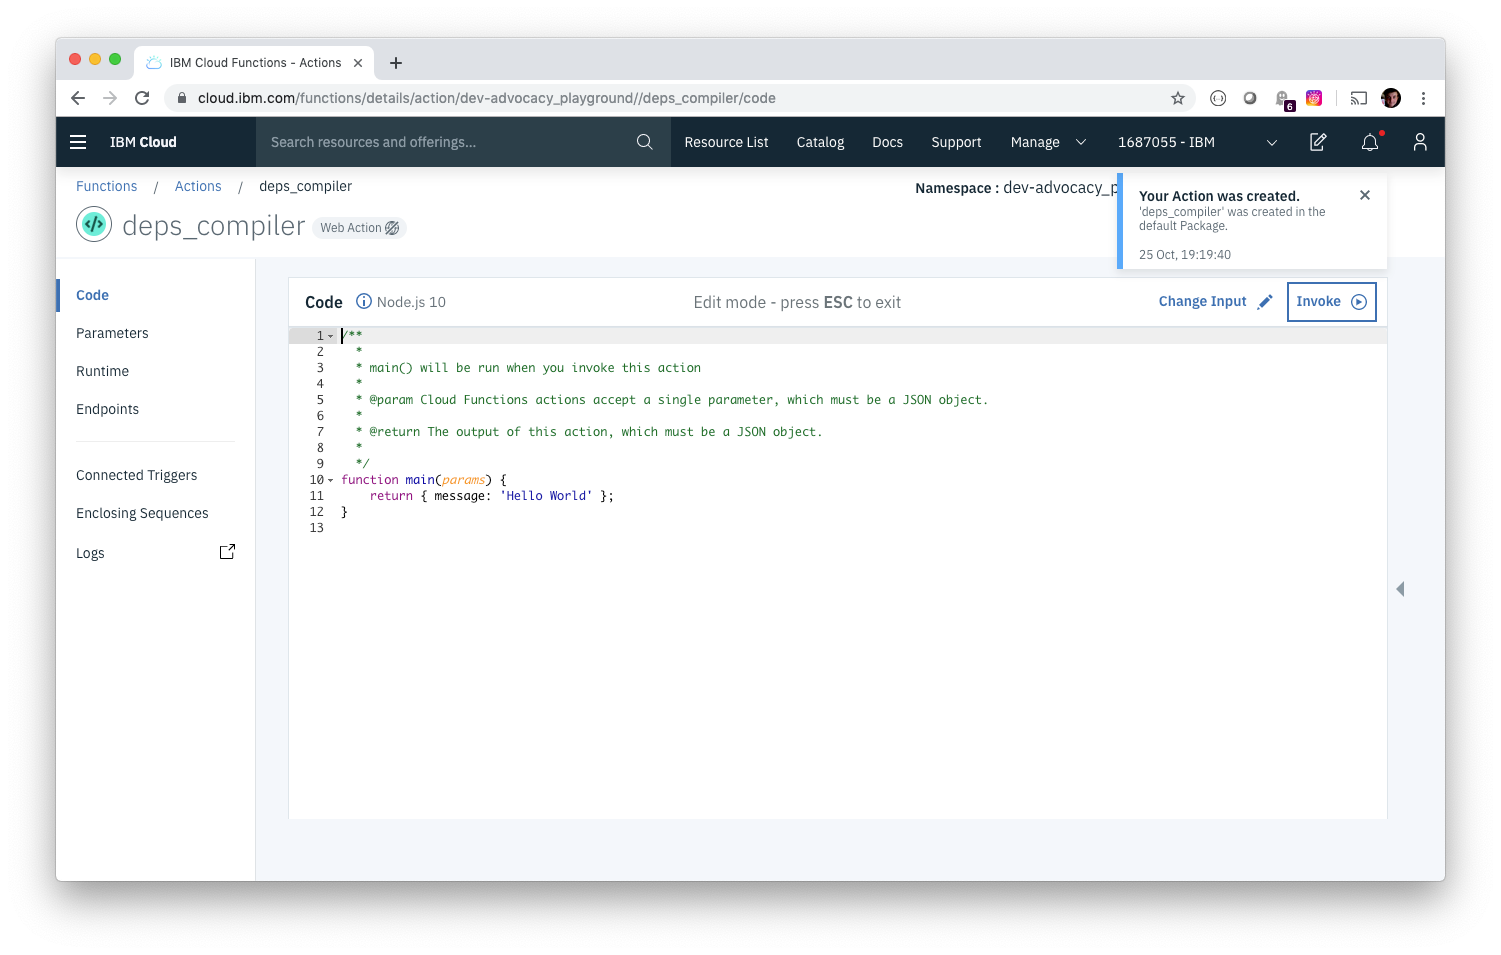 IBM Cloud Functions - Actions
cloud.ibm.com/functions/details/action/dev-advocacy_playground//deps_compiler/code
6
IBM Cloud
Search resources and offerings...
Resource List
Catalog
Docs
Support
Manage
1687055 - IBM
Functions / Actions / deps_compiler
Namespace : dev-advocacy_p
deps_compiler
Web Action
Your Action was created.
'deps_compiler' was created in the
default Package.
25 Oct, 19:19:40
Code
Parameters
Runtime
Endpoints
Connected Triggers
Enclosing Sequences
Logs
Code
Node.js 10
Edit mode - press ESC to exit
Change Input
Invoke
1 /**
2 *
3 * main() will be run when you invoke this action
4 *
5 * @param Cloud Functions actions accept a single parameter, which must be a JSON object.
6 *
7 * @return The output of this action, which must be a JSON object.
8 *
9 */
10 function main(params) {
11 return { message: 'Hello World' };
12 }
13